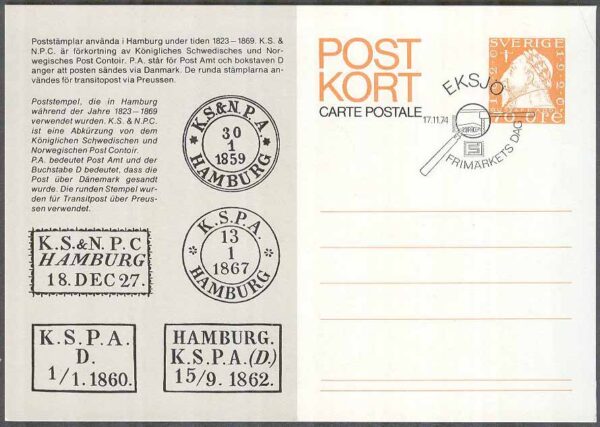 Poststämplar använda i Hamburg under tiden 1823–1869. K.S. &
N.P.C. är förkortning av Königliches Schwedisches und Nor-
wegisches Post Contoir. P.A. står för Post Amt och bokstaven D
anger att posten sändes via Danmark. De runda stämplarna an-
vändes för transitopost via Preussen.
Poststempel, die in Hamburg
während der Jahre 1823–1869
verwendet wurden. K.S. & N.P.C.
ist eine Abkürzung von dem
Königlichen Schwedischen und
Norwegischen Post Contoir.
P.A. bedeutet Post Amt und der
Buchstabe D bedeutet, dass die
Post über Dänemark gesandt
wurde. Die runden Stempel wur-
den für Transitpost über Preus-
sen verwendet.
K.S.&N.P.A.
30
1
1859
HAMBURG
K.S.P.A.
13
1
1867
HAMBURG
K.S.&N.P.C
HAMBURG
18.DEC 27.
K.S.P.A.
D.
1/1.1860.
HAMBURG.
K.S.P.A.(D.)
15/9.1862.
POST
KORT
CARTE POSTALE
SVERIGE
EKSJÖ
17.11.74
FRIMÄRKETS DAG